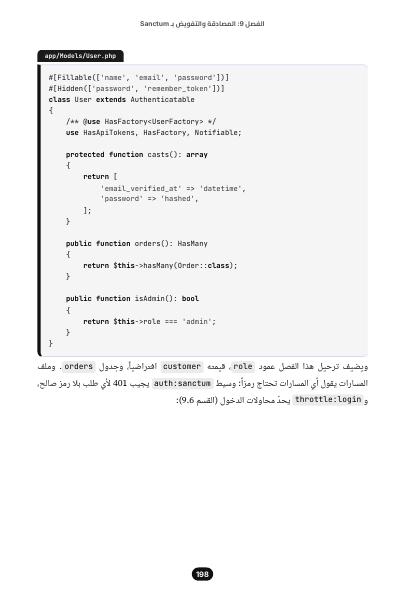 الفصل 9: المصادقة والتفويض بـ Sanctum
app/Models/User.php
#[Fillable(['name', 'email', 'password'])]
#[Hidden(['password', 'remember_token'])]
class User extends Authenticatable
{
    /** @use HasFactory<UserFactory> */
    use HasApiTokens, HasFactory, Notifiable;
    protected function casts(): array
    {
        return [
            'email_verified_at' => 'datetime',
            'password' => 'hashed',
        ];
    }
    public function orders(): HasMany
    {
        return $this->hasMany(Order::class);
    }
    public function isAdmin(): bool
    {
        return $this->role === 'admin';
    }
}
ويضيف ترحيل هذا الفصل عمود role، قيمته customer افتراضياً، وجدول orders. وملف
المسارات يقول أي المسارات تحتاج رمزاً: وسيط auth:sanctum يجيب 401 لأي طلب بلا رمز صالح،
و throttle:login يحدّ محاولات الدخول (القسم 9.6):
198